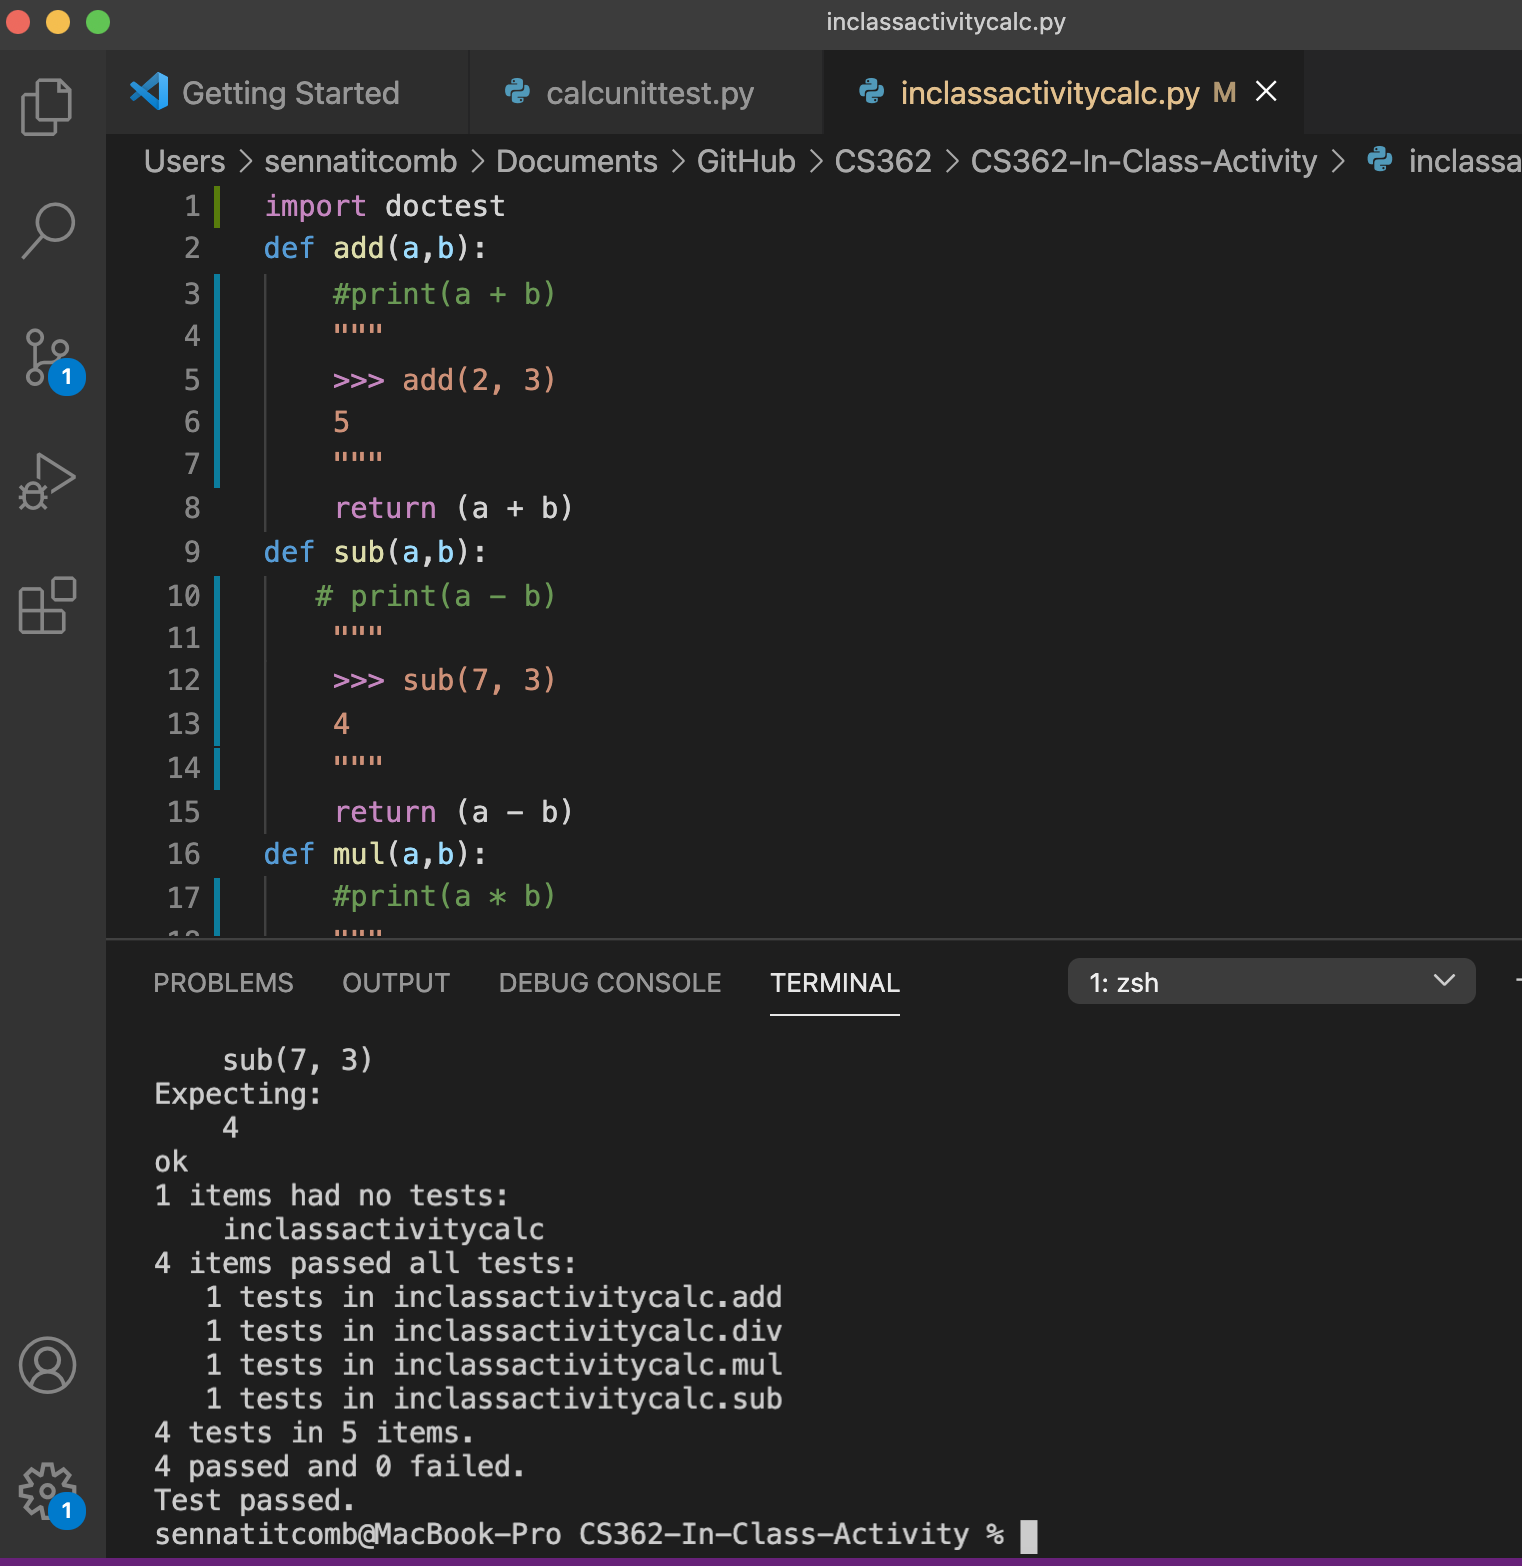 inclassactivitycalc.py
Getting Started calcunittest.py inclassactivitycalc.py M
Users > sennatitcomb > Documents > GitHub > CS362 > CS362-In-Class-Activity > inclassa
1 import doctest
2 def add(a,b):
3 #print(a + b)
4 """
5 >>> add(2, 3)
6 5
7 """
8 return (a + b)
9 def sub(a,b):
10 # print(a - b)
11 """
12 >>> sub(7, 3)
13 4
14 """
15 return (a - b)
16 def mul(a,b):
17 #print(a * b)
18 """
1
PROBLEMS OUTPUT DEBUG CONSOLE TERMINAL 1: zsh
sub(7, 3)
Expecting:
4
ok
1 items had no tests:
inclassactivitycalc
4 items passed all tests:
1 tests in inclassactivitycalc.add
1 tests in inclassactivitycalc.div
1 tests in inclassactivitycalc.mul
1 tests in inclassactivitycalc.sub
4 tests in 5 items.
4 passed and 0 failed.
Test passed.
sennatitcomb@MacBook-Pro CS362-In-Class-Activity %
1